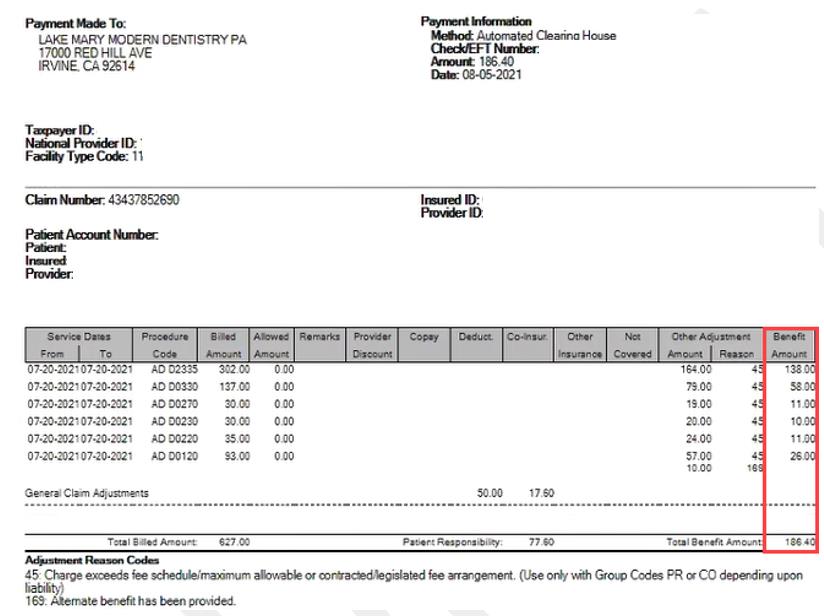 Payment Made To:
LAKE MARY MODERN DENTISTRY PA
17000 RED HILL AVE
IRVINE, CA 92614
Payment Information
Method: Automated Clearing House
Check/EFT Number:
Amount: 186.40
Date: 08-05-2021
Taxpayer ID:
National Provider ID:
Facility Type Code: 11
Claim Number: 43437852690
Insured ID:
Provider ID:
Patient Account Number:
Patient:
Insured:
Provider:
Service Dates Procedure Billed Allowed Remarks Provider Copay Deduct. Co-Insur. Other Not Other Adjustment Benefit
From To Code Amount Amount Discount Insurance Covered Amount Reason Amount
07-20-2021 07-20-2021 AD D2335 302.00 0.00 164.00 45 138.00
07-20-2021 07-20-2021 AD D0330 137.00 0.00 79.00 45 58.00
07-20-2021 07-20-2021 AD D0270 30.00 0.00 19.00 45 11.00
07-20-2021 07-20-2021 AD D0230 30.00 0.00 20.00 45 10.00
07-20-2021 07-20-2021 AD D0220 35.00 0.00 24.00 45 11.00
07-20-2021 07-20-2021 AD D0120 93.00 0.00 57.00 45 26.00
10.00 169
General Claim Adjustments 50.00 17.60
Total Billed Amount: 627.00 Patient Responsibility: 77.60 Total Benefit Amount: 186.40
Adjustment Reason Codes
45: Charge exceeds fee schedule/maximum allowable or contracted/legislated fee arrangement. (Use only with Group Codes PR or CO depending upon
liability)
169: Alternate benefit has been provided.